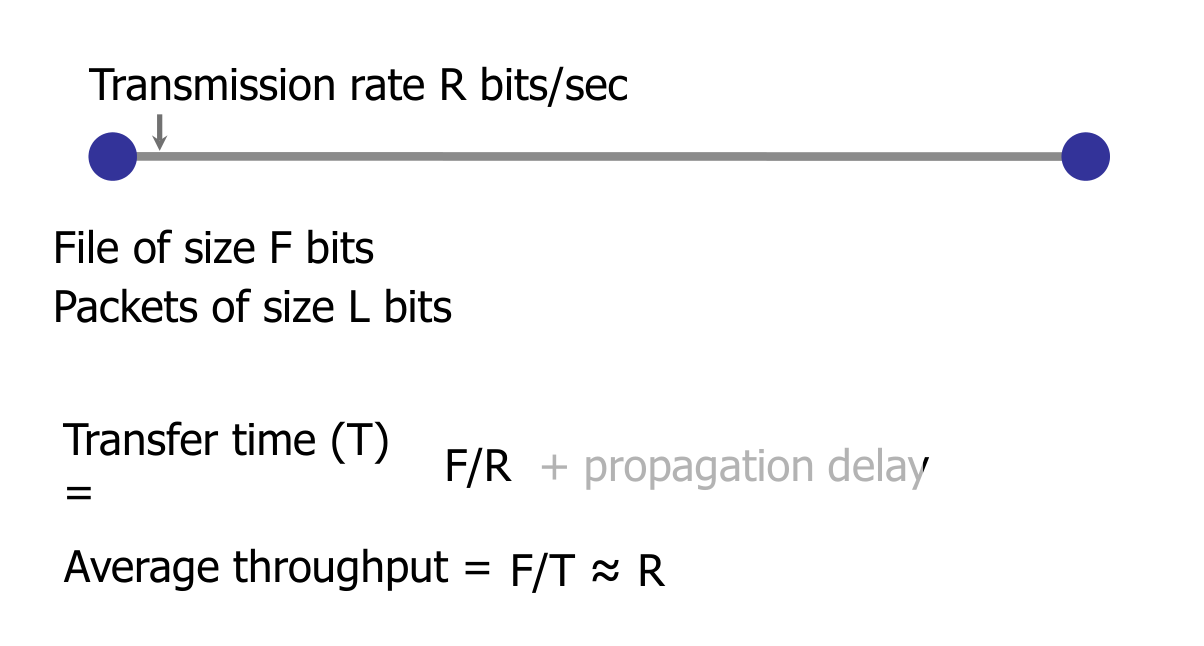 Transmission rate R bits/sec
File of size F bits
Packets of size L bits
Transfer time (T)
= F/R + propagation delay
Average throughput = F/T ≈ R